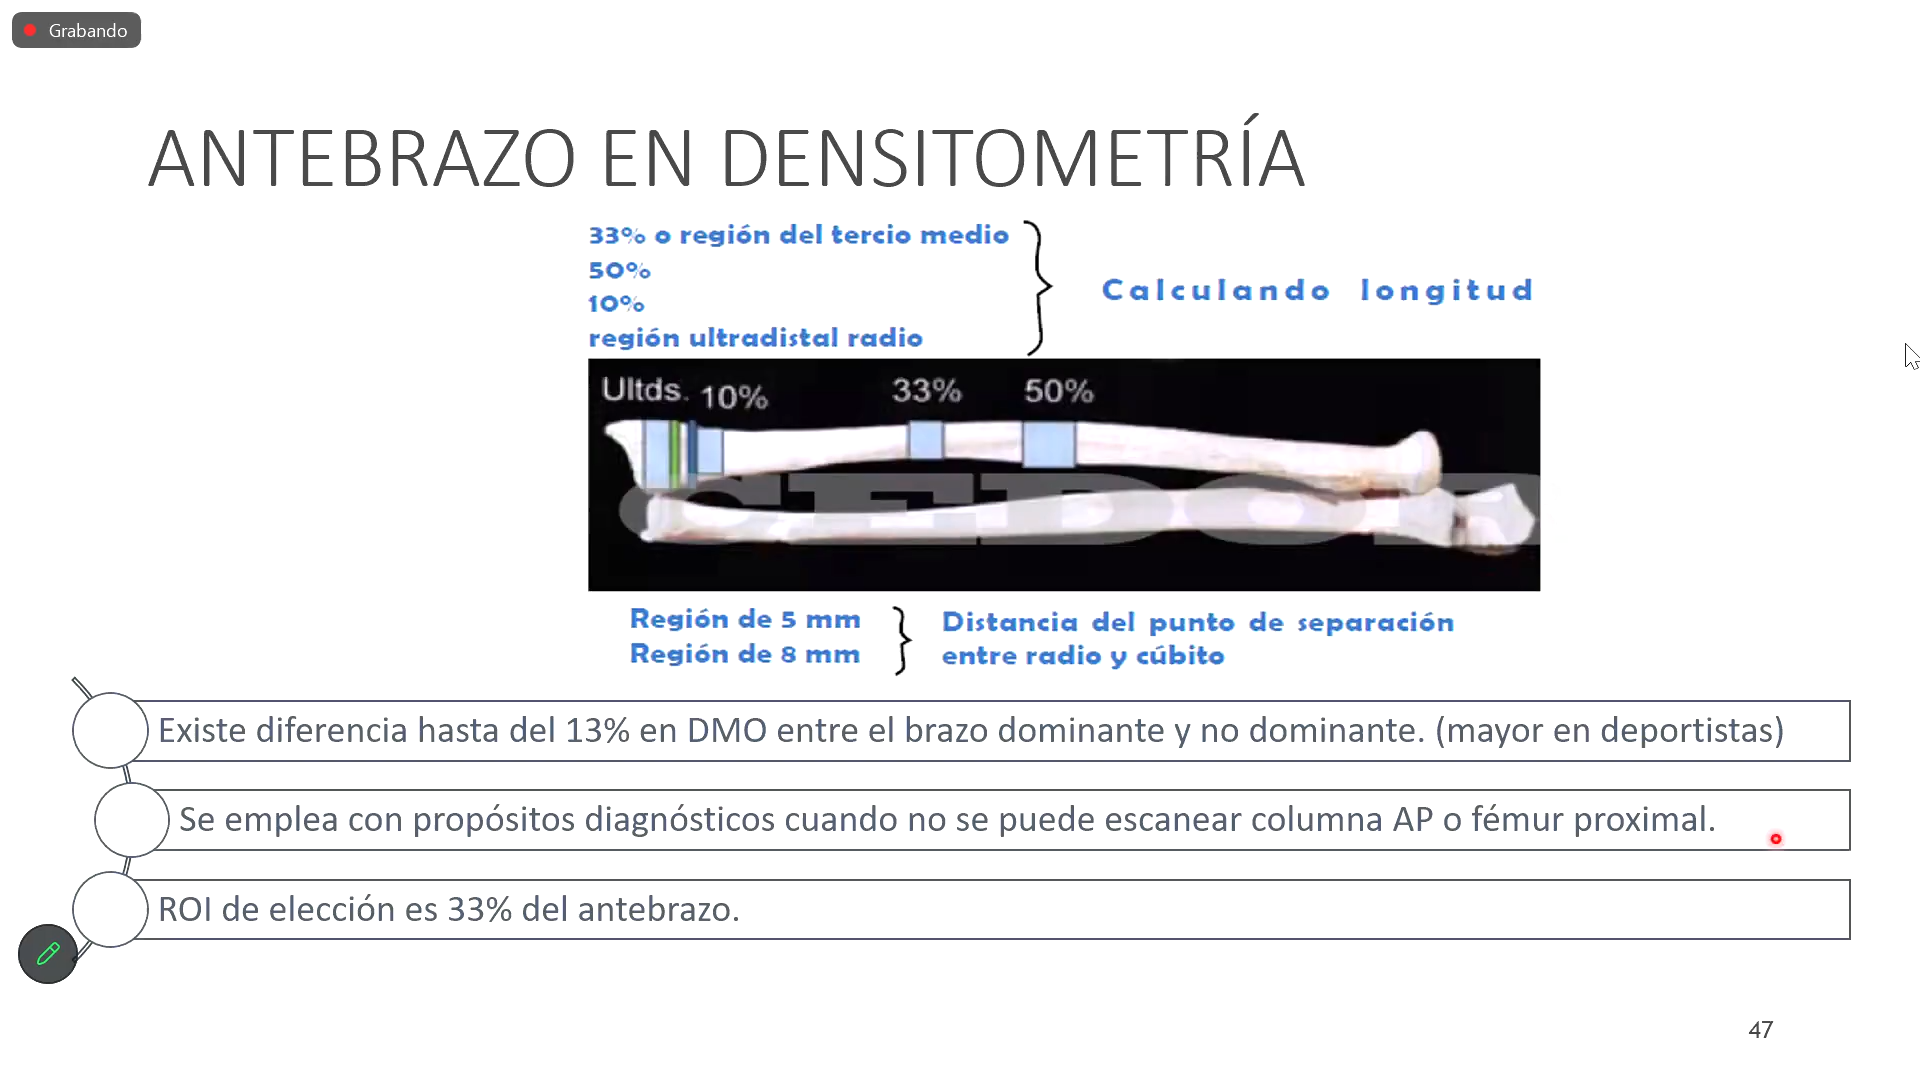 Grabando
ANTEBRAZO EN DENSITOMETRÍA
33% o región del tercio medio
50%
10%
región ultradistal radio
Calculando longitud
Ultds. 10% 33% 50%
CEDOR
Región de 5 mm
Región de 8 mm
Distancia del punto de separación
entre radio y cúbito
Existe diferencia hasta del 13% en DMO entre el brazo dominante y no dominante. (mayor en deportistas)
Se emplea con propósitos diagnósticos cuando no se puede escanear columna AP o fémur proximal.
ROI de elección es 33% del antebrazo.
47